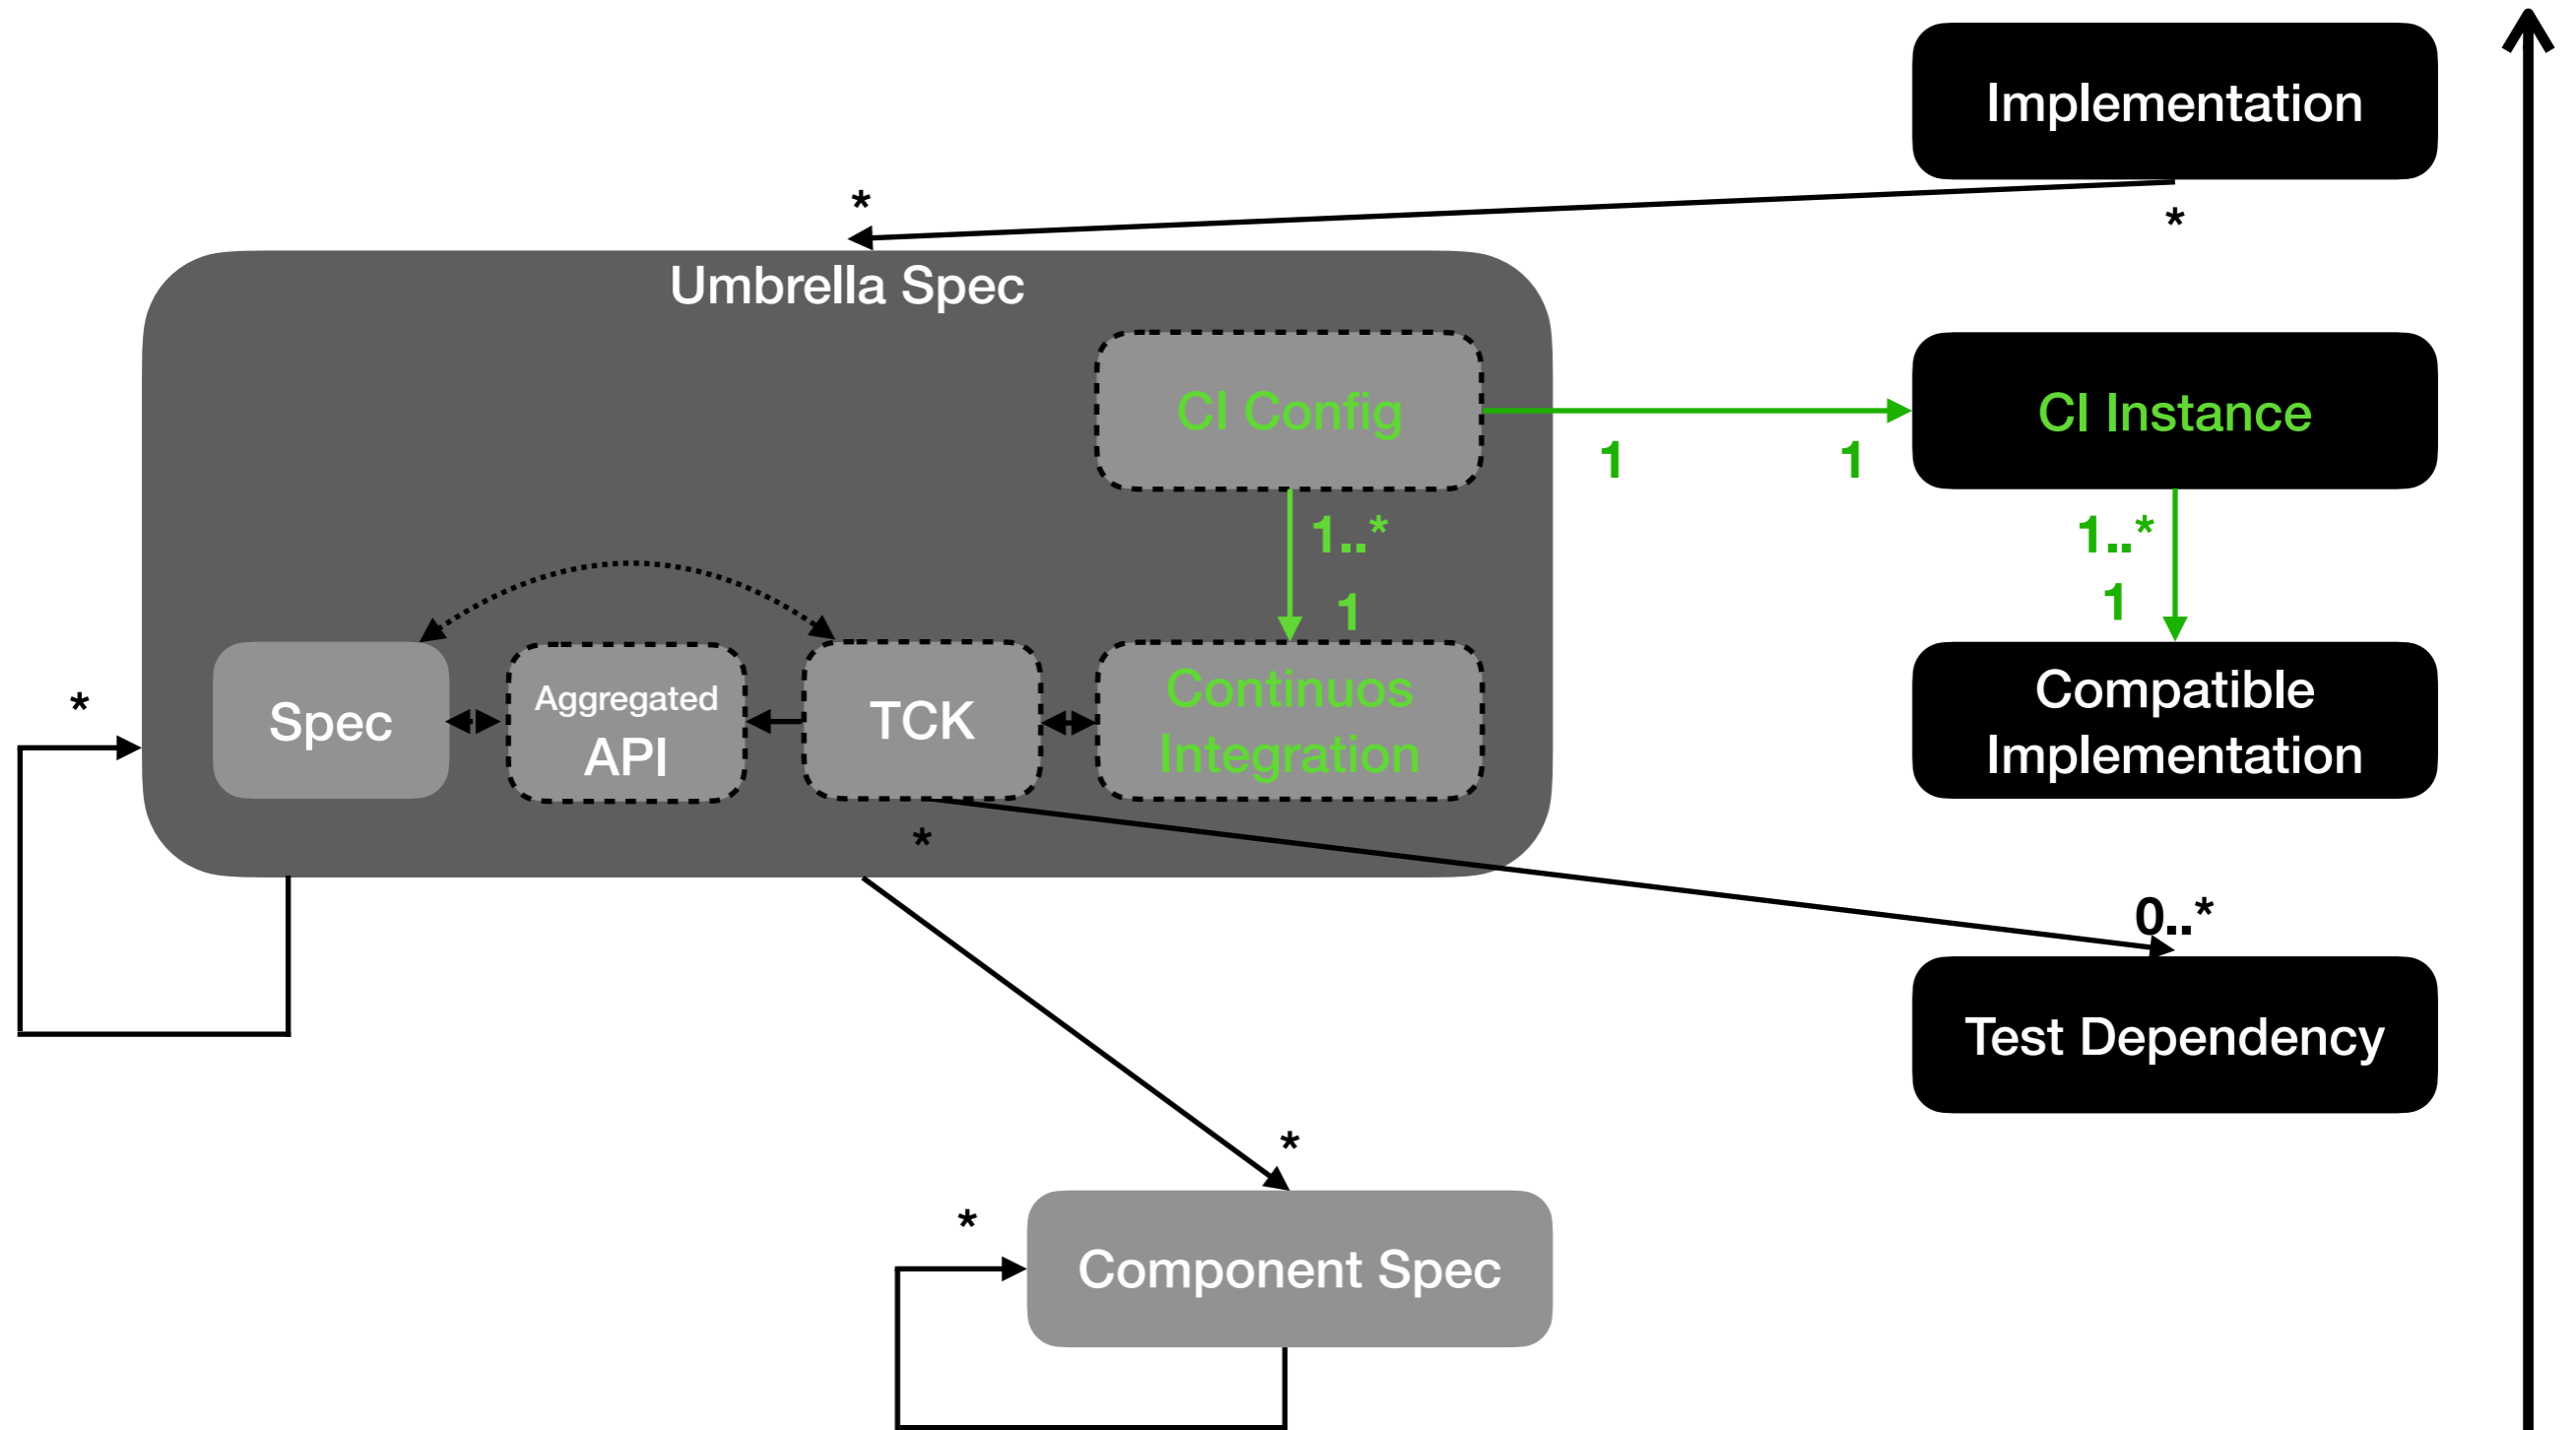 Implementation
*
*
Umbrella Spec
CI Config
CI Instance
1
1
1..*
1..*
1
1
Spec
Aggregated
API
TCK
Continuos
Integration
Compatible
Implementation
*
*
0..*
Test Dependency
*
*
Component Spec